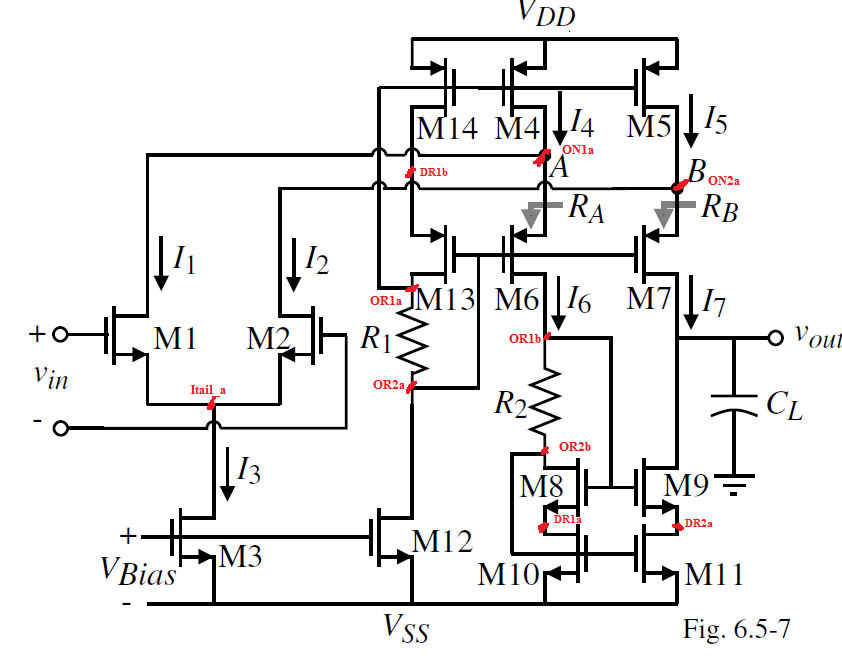 VDD
M14 M4 I4 M5 I5
ON1a
DR1b A B ON2a
RA RB
I1 I2
OR1a M13 M6 I6 M7 I7
+ M1 M2 R1 OR1b vout
vin
Itail_a OR2a
- R2 CL
OR2b
I3 M8 M9
DR1a DR2a
+ M3 M12
VBias M10 M11
-
VSS Fig. 6.5-7